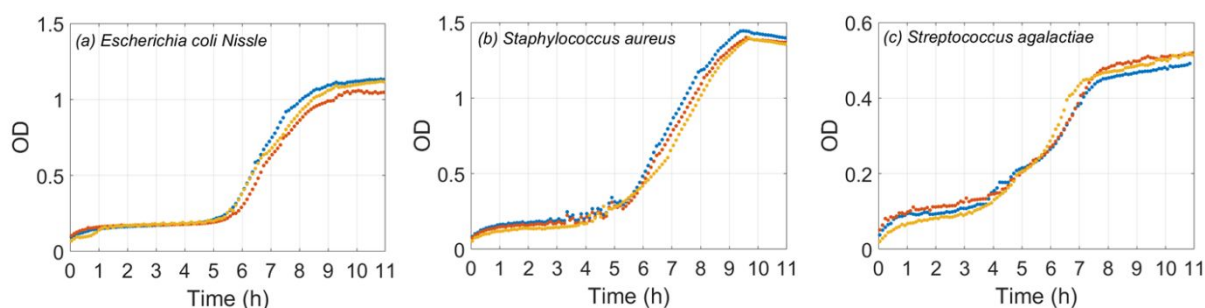 (a) Escherichia coli Nissle
1.5
1
0.5
0
OD
0 1 2 3 4 5 6 7 8 9 10 11
Time (h)
(b) Staphylococcus aureus
1.5
1
0.5
0
OD
0 1 2 3 4 5 6 7 8 9 10 11
Time (h)
(c) Streptococcus agalactiae
0.6
0.4
0.2
0
OD
0 1 2 3 4 5 6 7 8 9 10 11
Time (h)